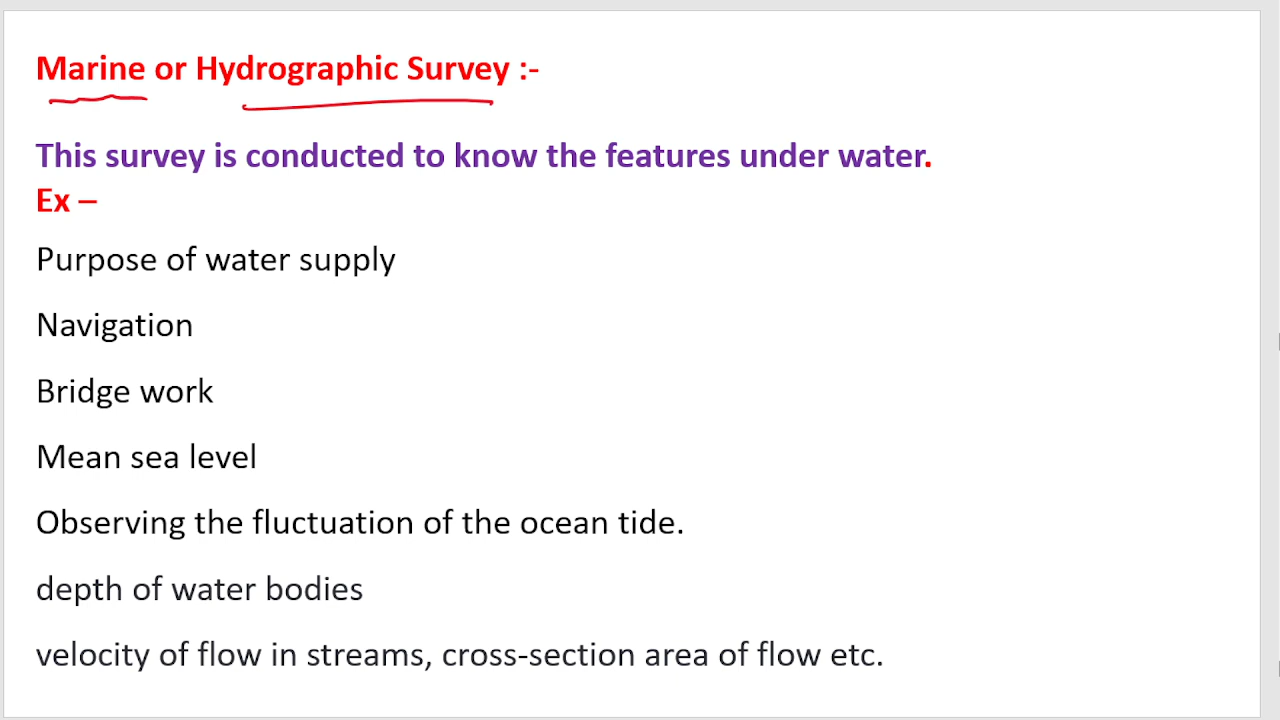 Marine or Hydrographic Survey :-
This survey is conducted to know the features under water.
Ex –
Purpose of water supply
Navigation
Bridge work
Mean sea level
Observing the fluctuation of the ocean tide.
depth of water bodies
velocity of flow in streams, cross-section area of flow etc.